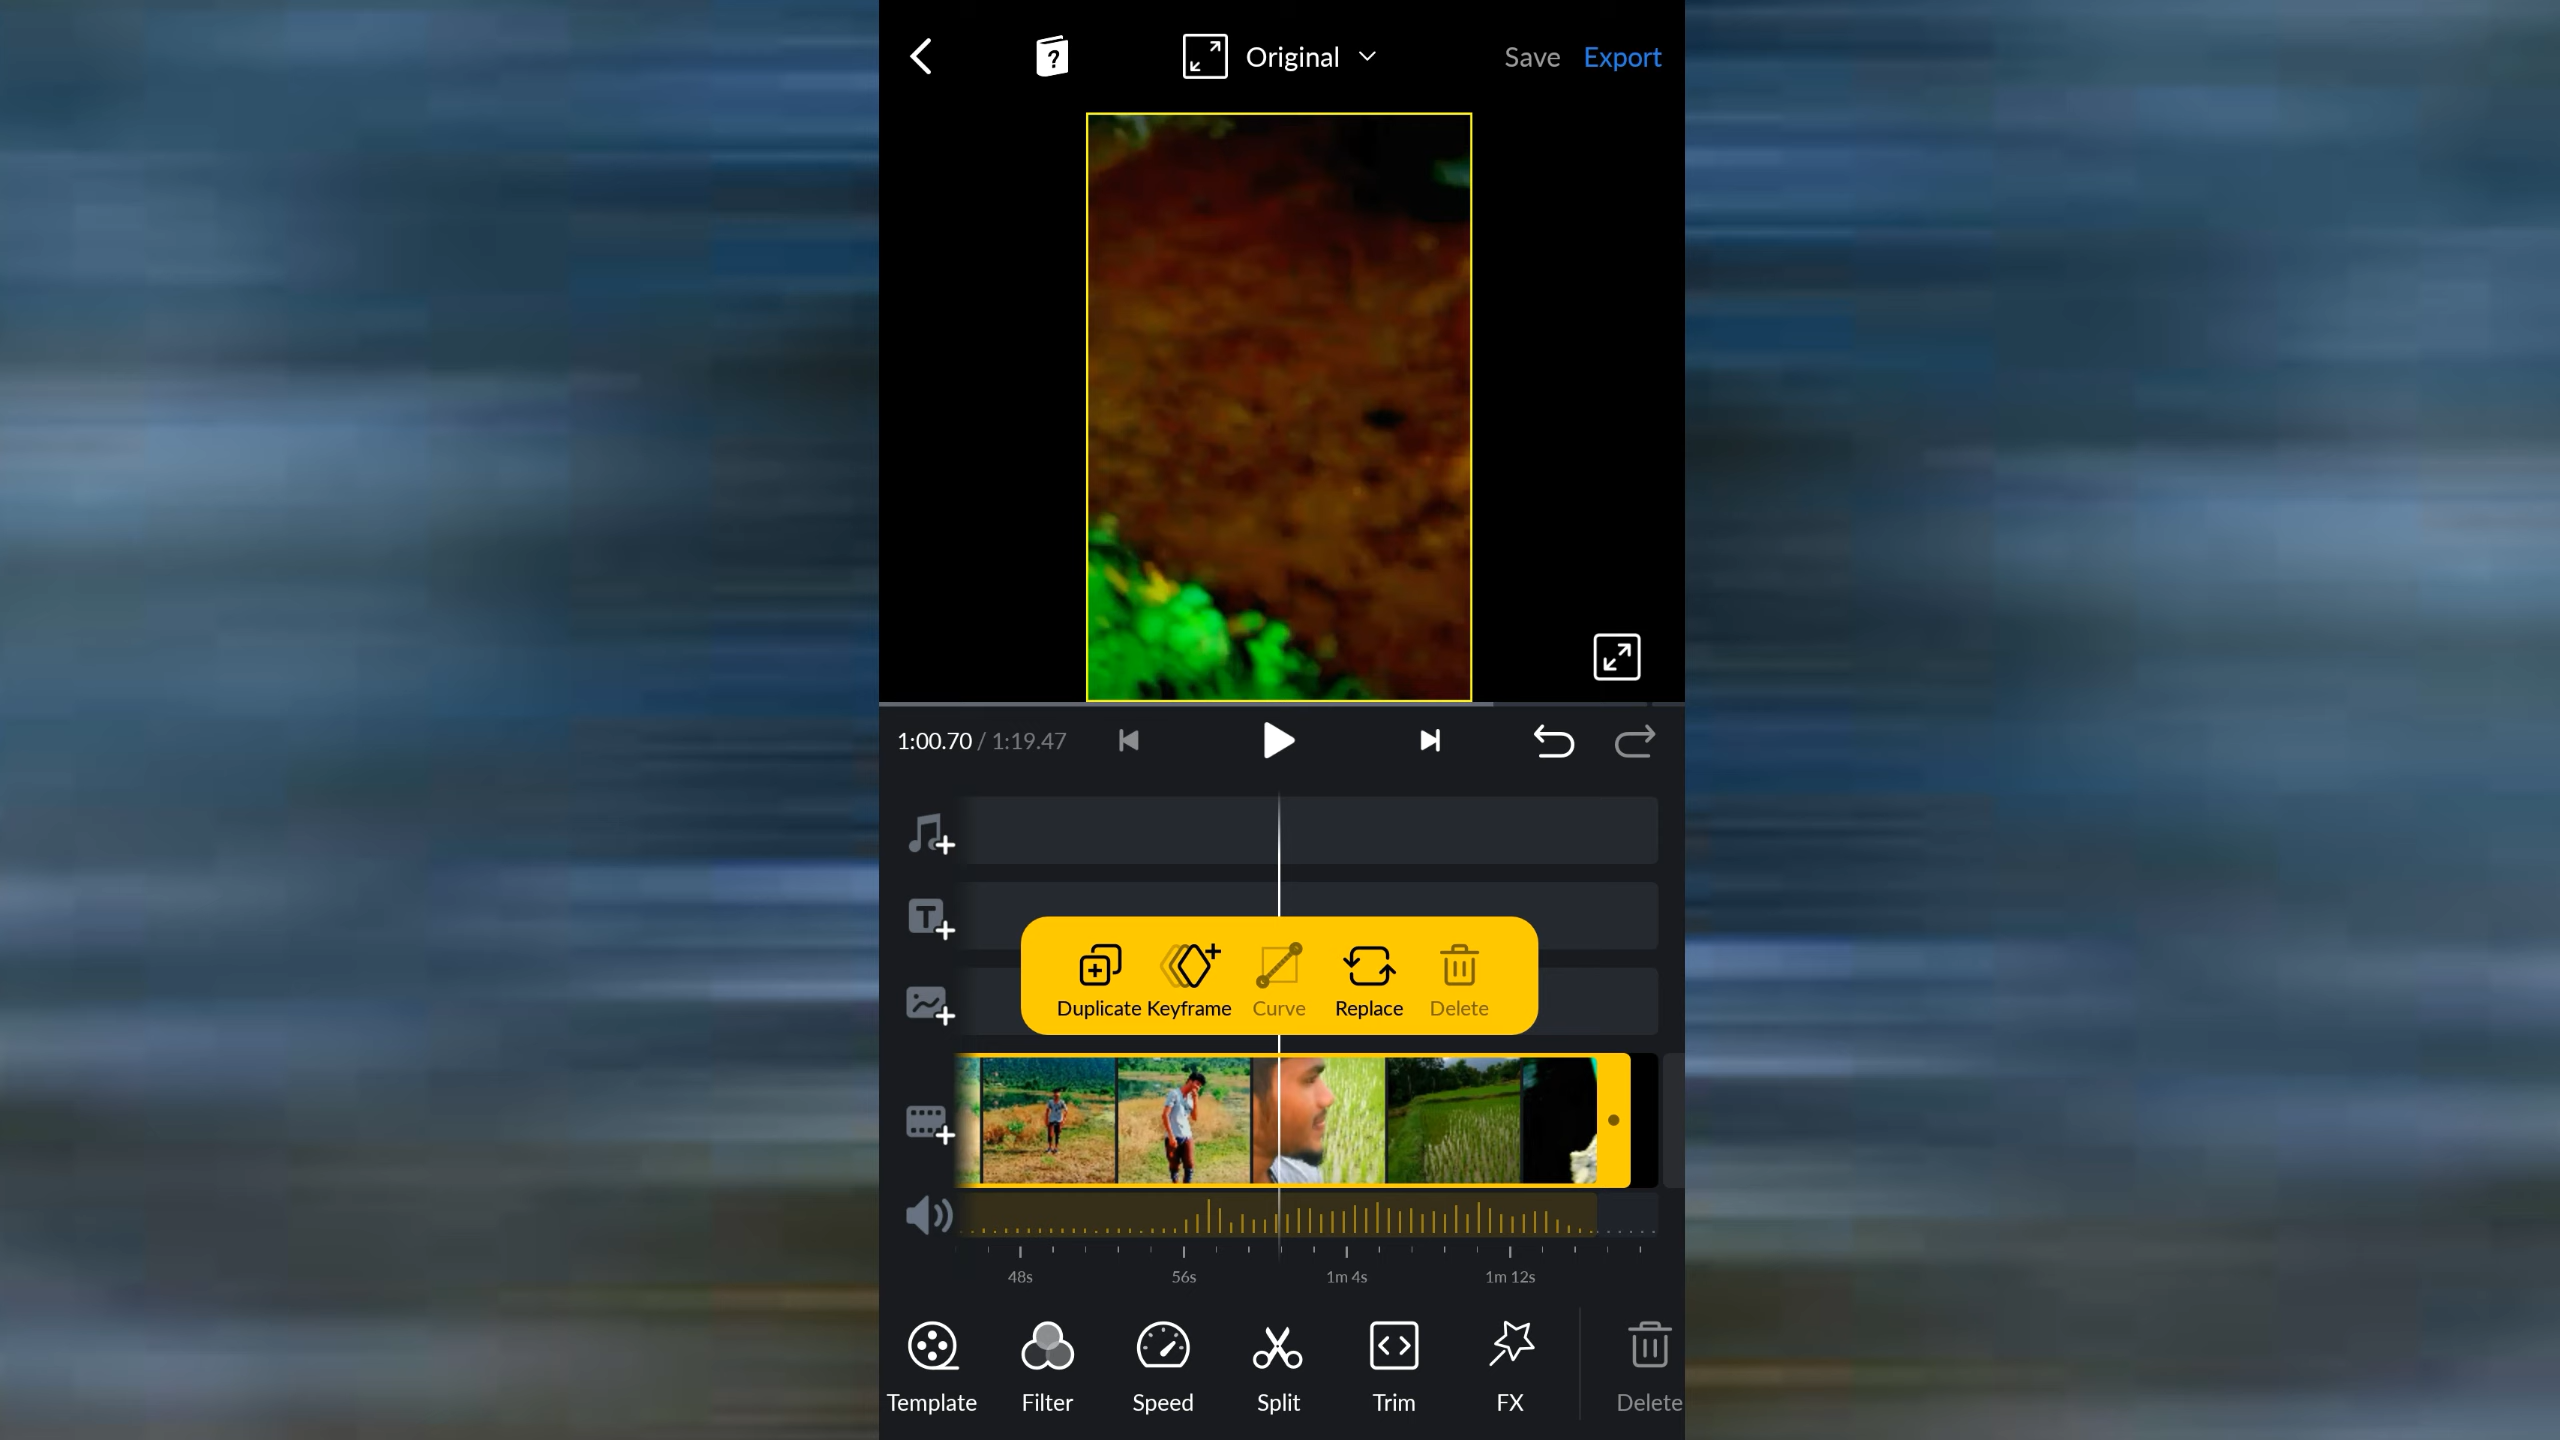 Original
Save
Export
1:00.70 / 1:19.47
Duplicate
Keyframe
Curve
Replace
Delete
48s
56s
1m 4s
1m 12s
Template
Filter
Speed
Split
Trim
FX
Delete